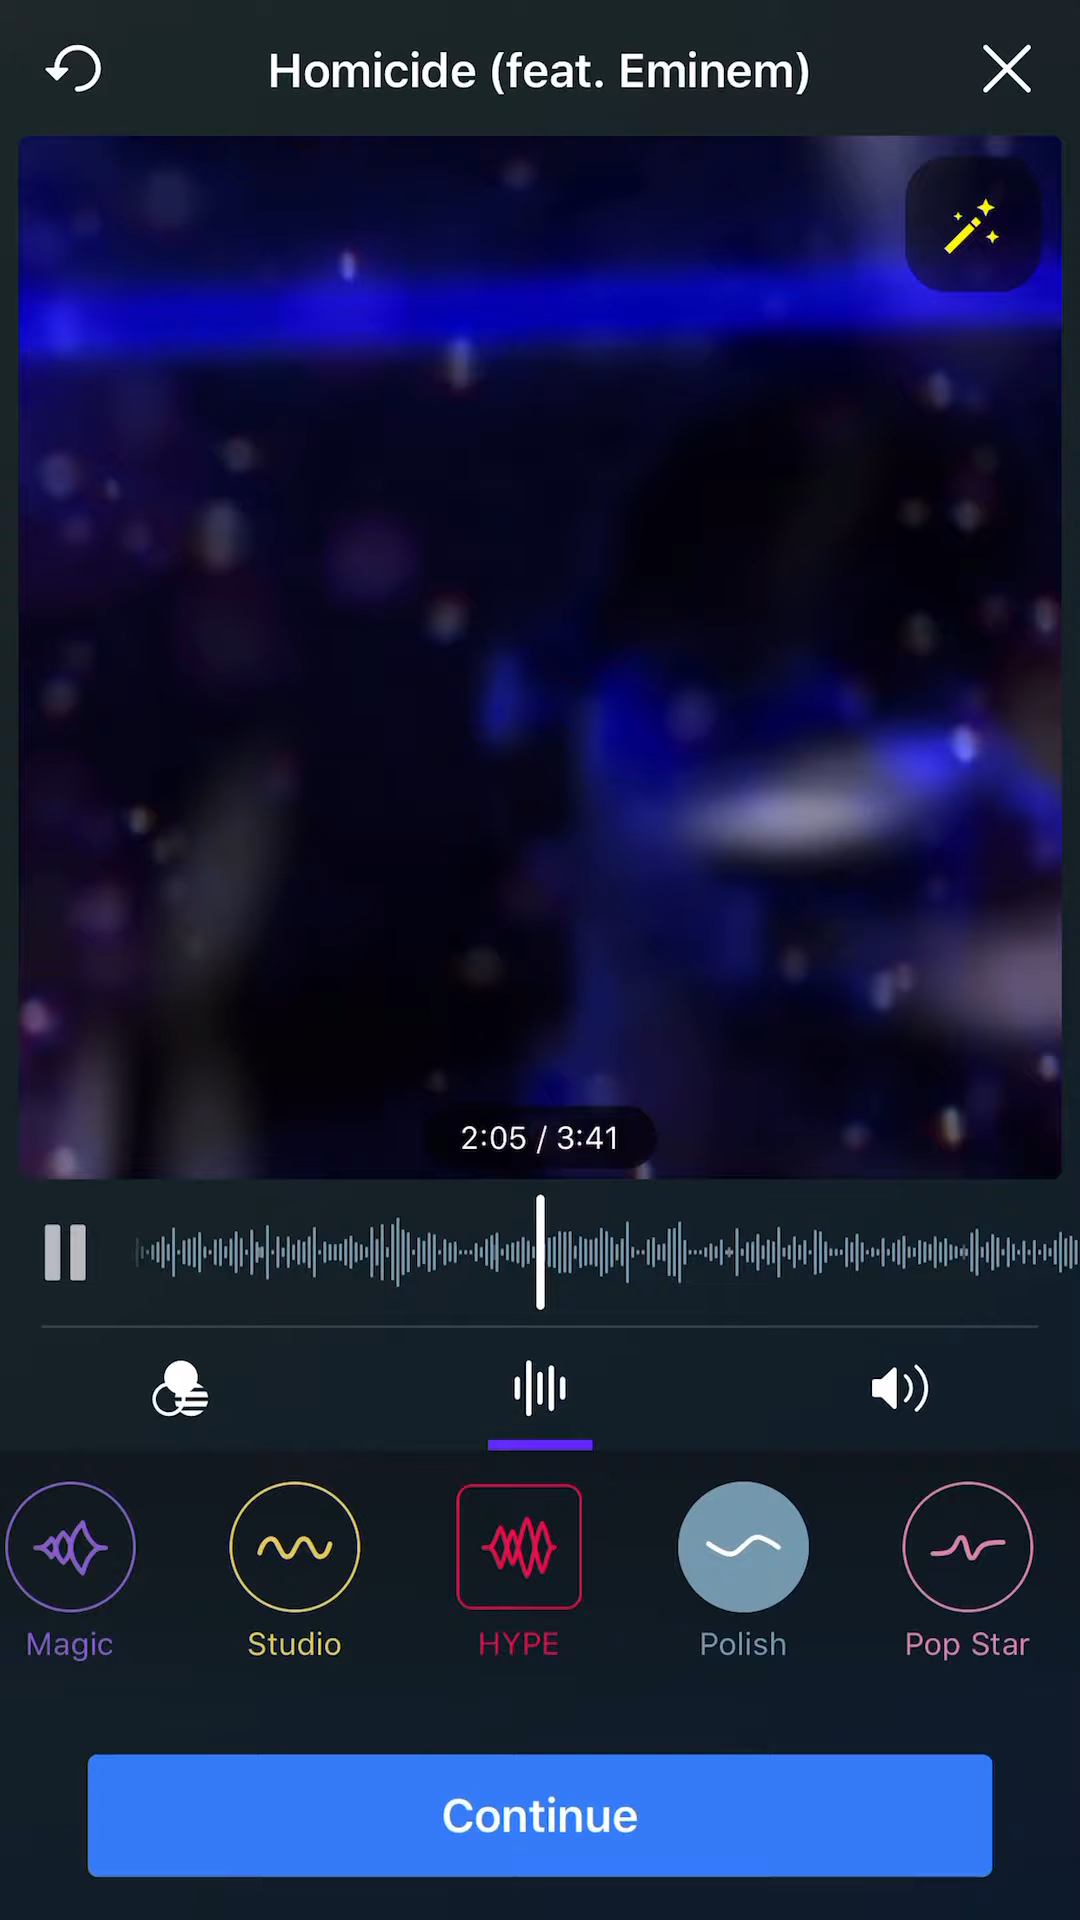 Homicide (feat. Eminem)
2:05 / 3:41
Magic
Studio
HYPE
Polish
Pop Star
Continue